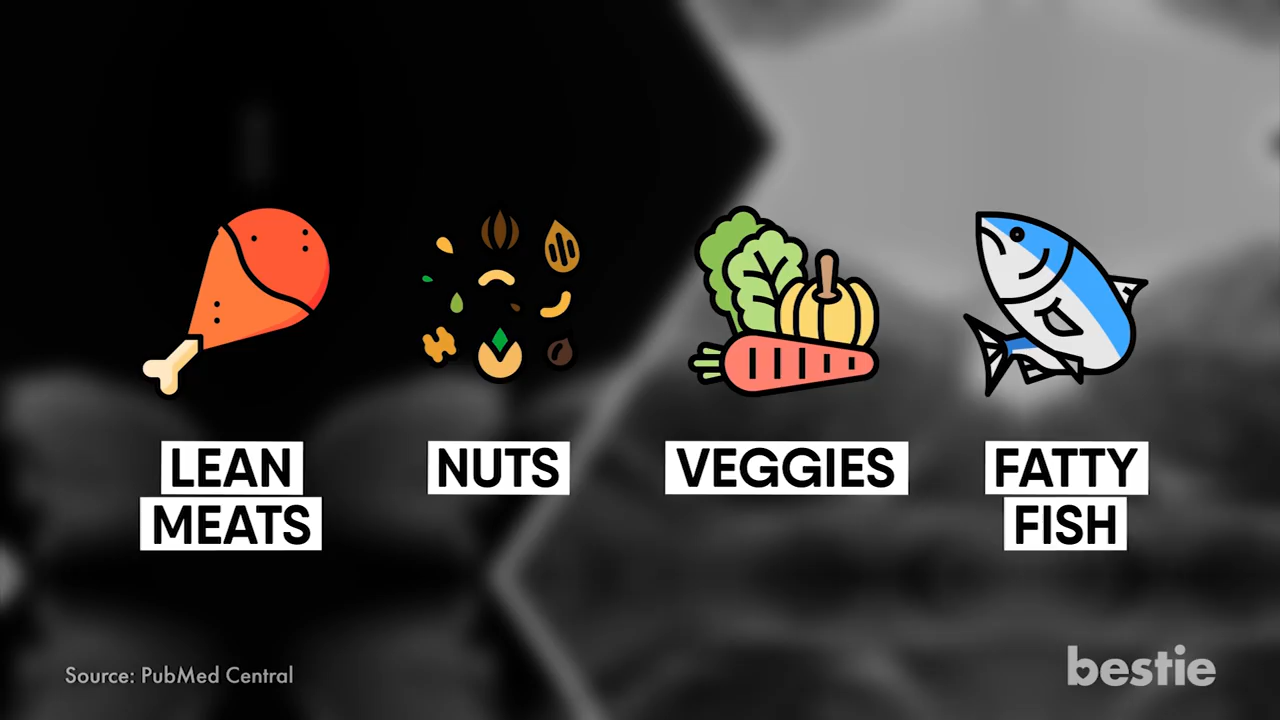 LEAN
MEATS
NUTS
VEGGIES
FATTY
FISH
Source: PubMed Central
bestie